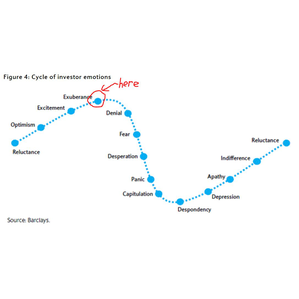 Figure 4: Cycle of investor emotions
here
Exuberance
Excitement
Denial
Optimism
Fear
Reluctance
Reluctance
Desperation
Indifference
Panic
Apathy
Capitulation
Depression
Despondency
Source: Barclays.